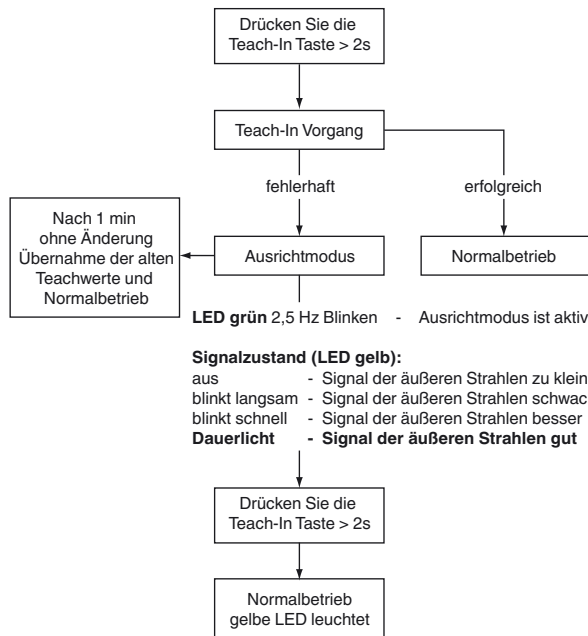 Drücken Sie die
Teach-In Taste > 2s
Teach-In Vorgang
fehlerhaft
erfolgreich
Nach 1 min
ohne Änderung
Übernahme der alten
Teachwerte und
Normalbetrieb
Ausrichtmodus
Normalbetrieb
LED grün 2,5 Hz Blinken - Ausrichtmodus ist aktiv
Signalzustand (LED gelb):
aus - Signal der äußeren Strahlen zu klein
blinkt langsam - Signal der äußeren Strahlen schwac
blinkt schnell - Signal der äußeren Strahlen besser
Dauerlicht - Signal der äußeren Strahlen gut
Drücken Sie die
Teach-In Taste > 2s
Normalbetrieb
gelbe LED leuchtet